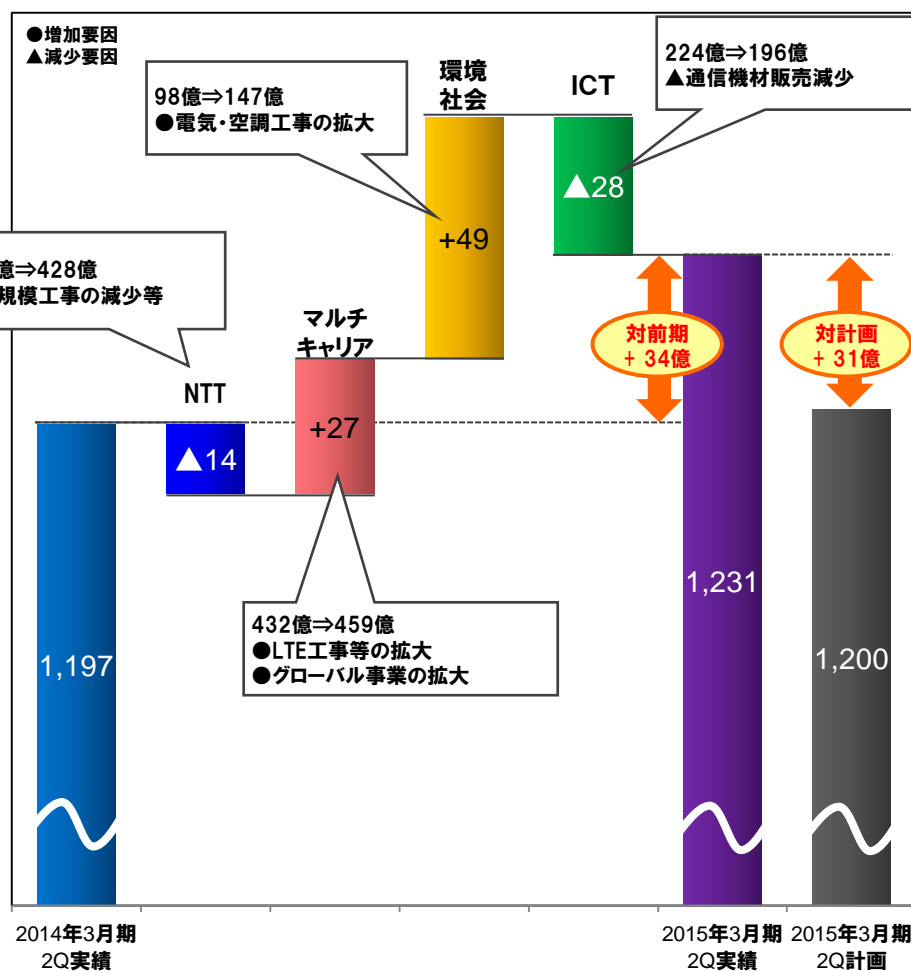 ●増加要因
▲減少要因
224億⇒196億
▲通信機材販売減少
環境
社会
ICT
98億⇒147億
●電気・空調工事の拡大
▲28
+49
億⇒428億
規模工事の減少等
マルチ
キャリア
対前期
+ 34億
対計画
+ 31億
NTT
+27
▲14
1,231
432億⇒459億
●LTE工事等の拡大
●グローバル事業の拡大
1,197
1,200
2014年3月期
2Q実績
2015年3月期
2Q実績
2015年3月期
2Q計画